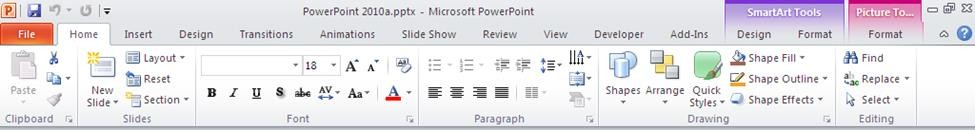 PowerPoint 2010a.pptx - Microsoft PowerPoint
SmartArt Tools
Picture To...
File Home Insert Design Transitions Animations Slide Show Review View Developer Add-Ins Design Format Format
Paste
Clipboard
New Slide
Layout
Reset
Section
Slides
18
B I U S abc AV Aa A
Font
Paragraph
Shapes
Arrange
Quick Styles
Shape Fill
Shape Outline
Shape Effects
Drawing
Find
Replace
Select
Editing